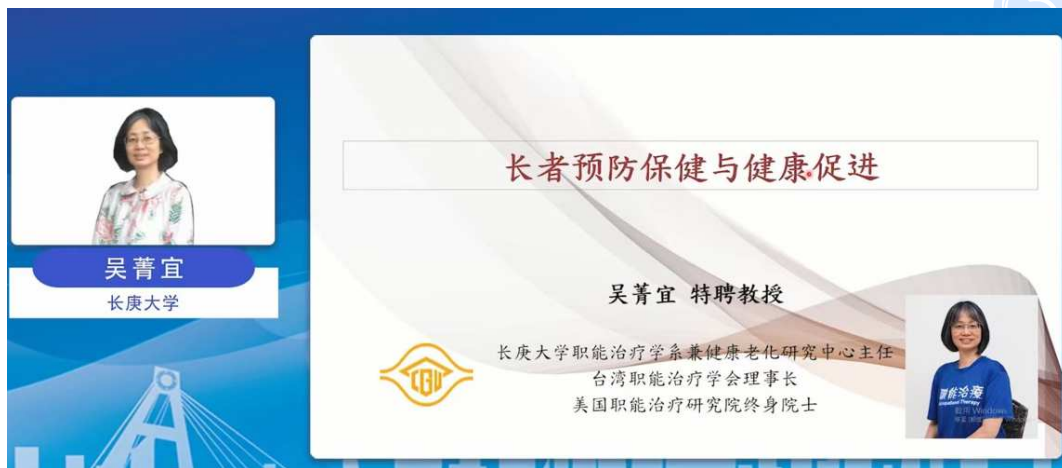 吴菁宜
长庚大学
长者预防保健与健康促进
吴菁宜 特聘教授
长庚大学职能治疗学系兼健康老化研究中心主任
台湾职能治疗学会理事长
美国职能治疗研究院终身院士
CGU
職能治療
Occupational Therapy